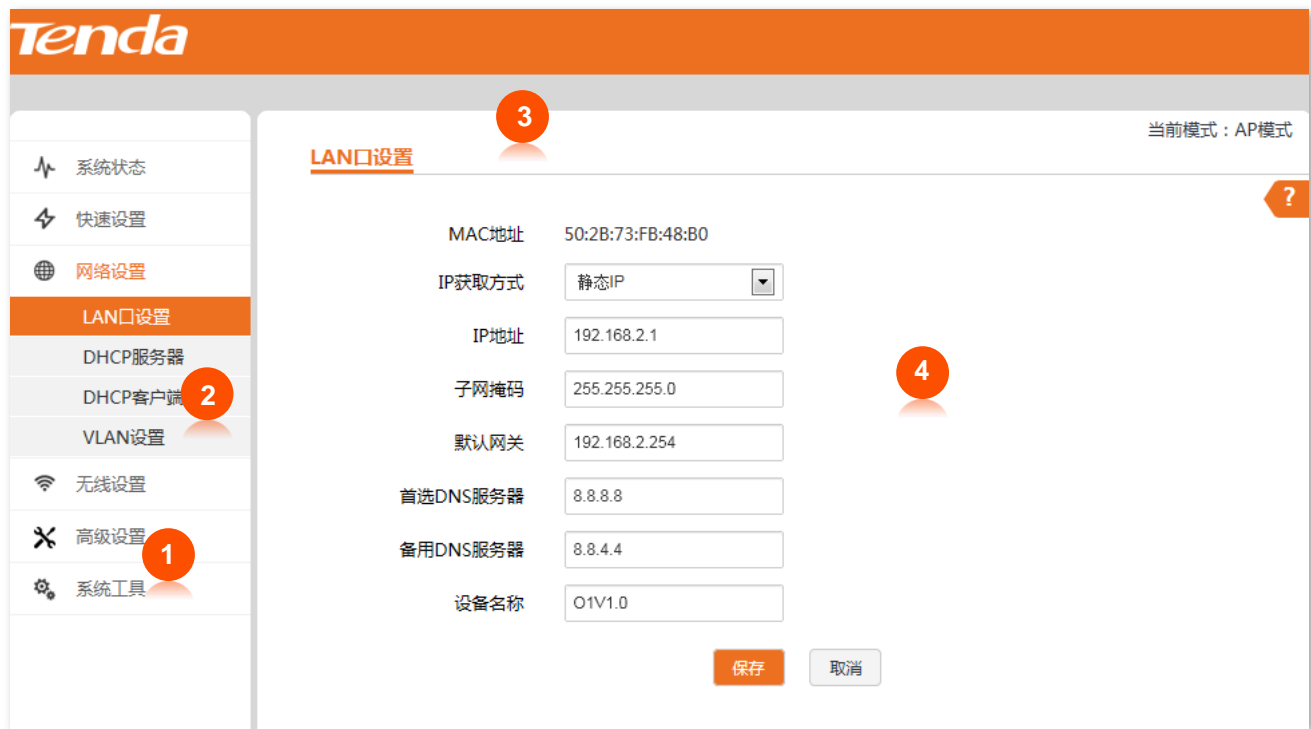 Tenda
当前模式：AP模式
系统状态
快速设置
网络设置
LAN口设置
DHCP服务器
DHCP客户端
VLAN设置
无线设置
高级设置
系统工具
1
2
3
LAN口设置
?
MAC地址 50:2B:73:FB:48:B0
IP获取方式 静态IP
IP地址 192.168.2.1
子网掩码 255.255.255.0
4
默认网关 192.168.2.254
首选DNS服务器 8.8.8.8
备用DNS服务器 8.8.4.4
设备名称 O1V1.0
保存 取消